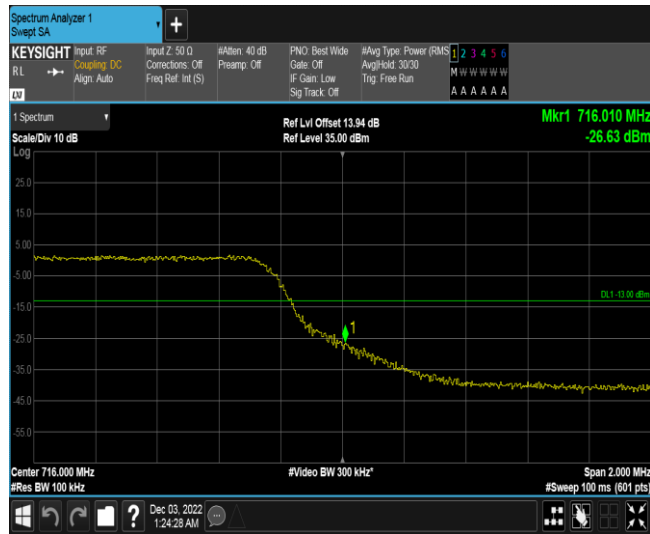 Spectrum Analyzer 1
Swept SA
+
KEYSIGHT
RL
LXI
Input: RF
Coupling: DC
Align: Auto
Input Z: 50 Ω
Corrections: Off
Freq Ref: Int (S)
#Atten: 40 dB
Preamp: Off
PNO: Best Wide
Gate: Off
IF Gain: Low
Sig Track: Off
#Avg Type: Power (RMS
Avg|Hold: 30/30
Trig: Free Run
1 2 3 4 5 6
M W W W W W
A A A A A A
1 Spectrum
Scale/Div 10 dB
Log
Ref Lvl Offset 13.94 dB
Ref Level 35.00 dBm
Mkr1 716.010 MHz
-26.63 dBm
25.0
15.0
5.00
-5.00
-15.0
-25.0
-35.0
-45.0
-55.0
DL1 -13.00 dBm
1
Center 716.000 MHz
#Res BW 100 kHz
#Video BW 300 kHz*
Span 2.000 MHz
#Sweep 100 ms (601 pts)
?
Dec 03, 2022
1:24:28 AM